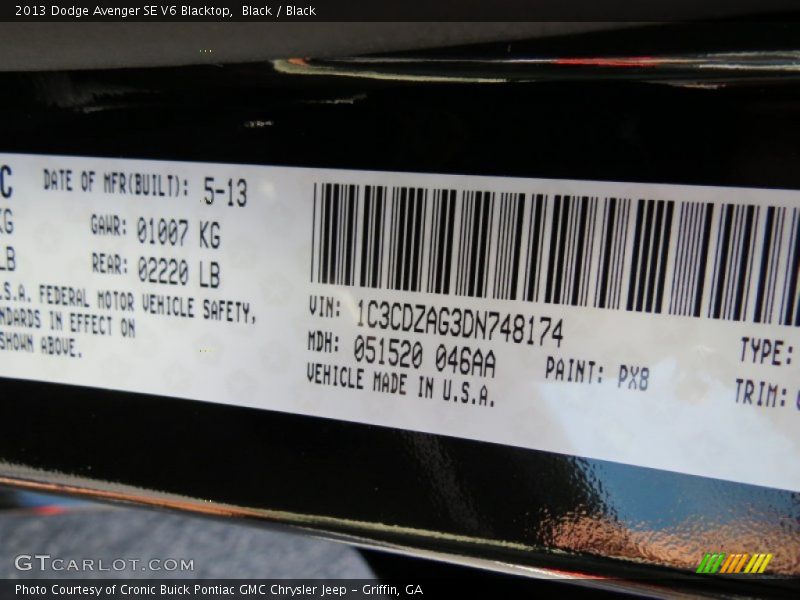 2013 Dodge Avenger SE V6 Blacktop, Black / Black
DATE OF MFR(BUILT): 5-13
GAWR: 01007 KG
REAR: 02220 LB
U.S.A. FEDERAL MOTOR VEHICLE SAFETY,
IN EFFECT ON
SHOWN ABOVE.
VIN: 1C3CDZAG3DN748174
MDH: 051520 046AA
VEHICLE MADE IN U.S.A.
PAINT: PX8
TYPE:
TRIM:
GTCARLOT.COM
Photo Courtesy of Cronic Buick Pontiac GMC Chrysler Jeep - Griffin, GA